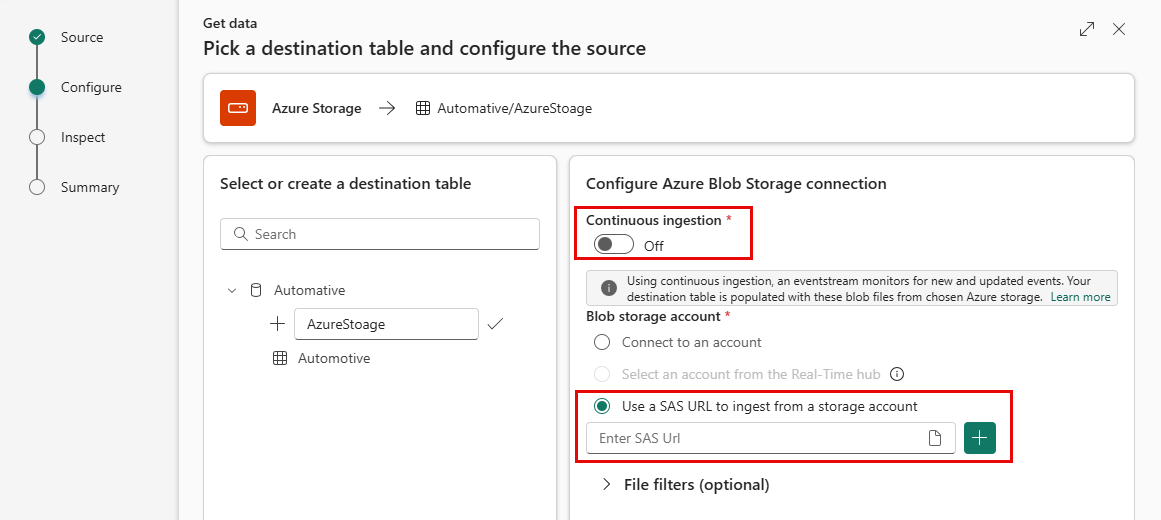 Source
Configure
Inspect
Summary
Get data
Pick a destination table and configure the source
Azure Storage
Automative/AzureStoage
Select or create a destination table
Search
Automative
AzureStoage
Automotive
Configure Azure Blob Storage connection
Continuous ingestion *
Off
Using continuous ingestion, an eventstream monitors for new and updated events. Your
destination table is populated with these blob files from chosen Azure storage. Learn more
Blob storage account *
Connect to an account
Select an account from the Real-Time hub
Use a SAS URL to ingest from a storage account
Enter SAS Url
File filters (optional)